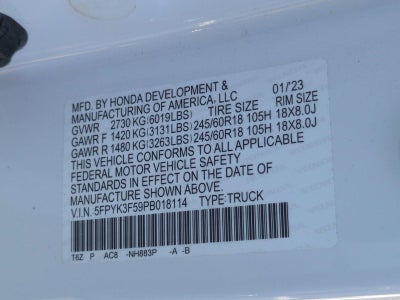 MFD. BY HONDA DEVELOPMENT &
MANUFACTURING OF AMERICA, LLC 01/'23
GVWR 2730 KG(6019LBS) TIRE SIZE RIM SIZE
GAWR F 1420 KG(3131LBS) 245/60R18 105H 18X8.0J
GAWR R 1480 KG(3263LBS) 245/60R18 105H 18X8.0J
THIS VEHICLE CONFORMS TO ALL APPLICABLE
FEDERAL MOTOR VEHICLE SAFETY
STANDARDS IN EFFECT ON THE DATE OF
MANUFACTURE SHOWN ABOVE.
V.I.N. 5FPYK3F59PB018114 TYPE:TRUCK
T6Z P AC8 -NH883P -A -B